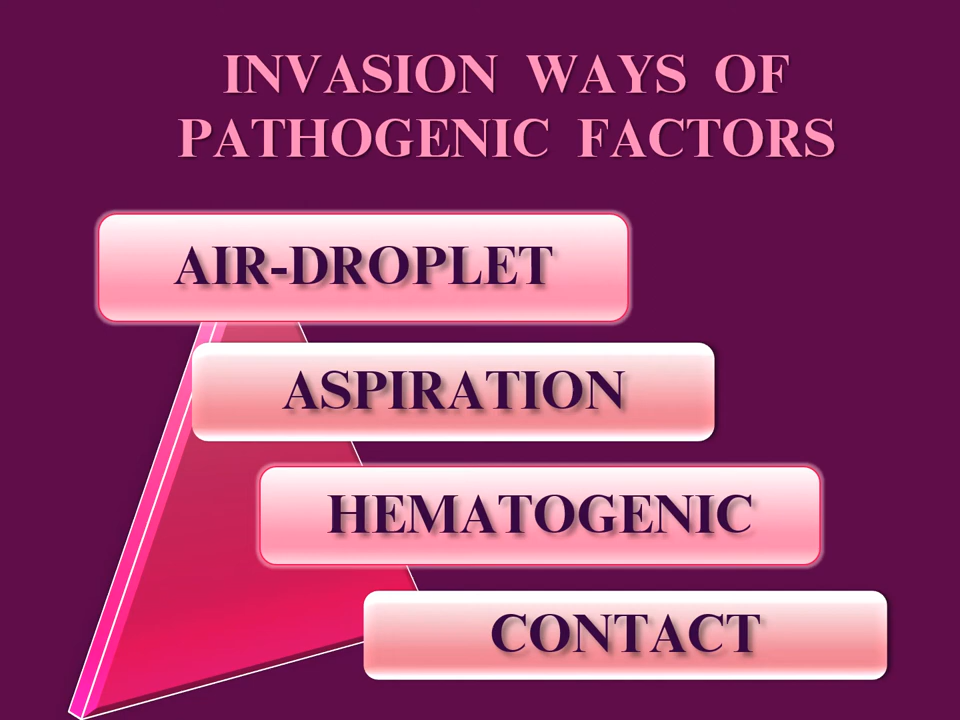 INVASION WAYS OF
PATHOGENIC FACTORS
AIR-DROPLET
ASPIRATION
HEMATOGENIC
CONTACT